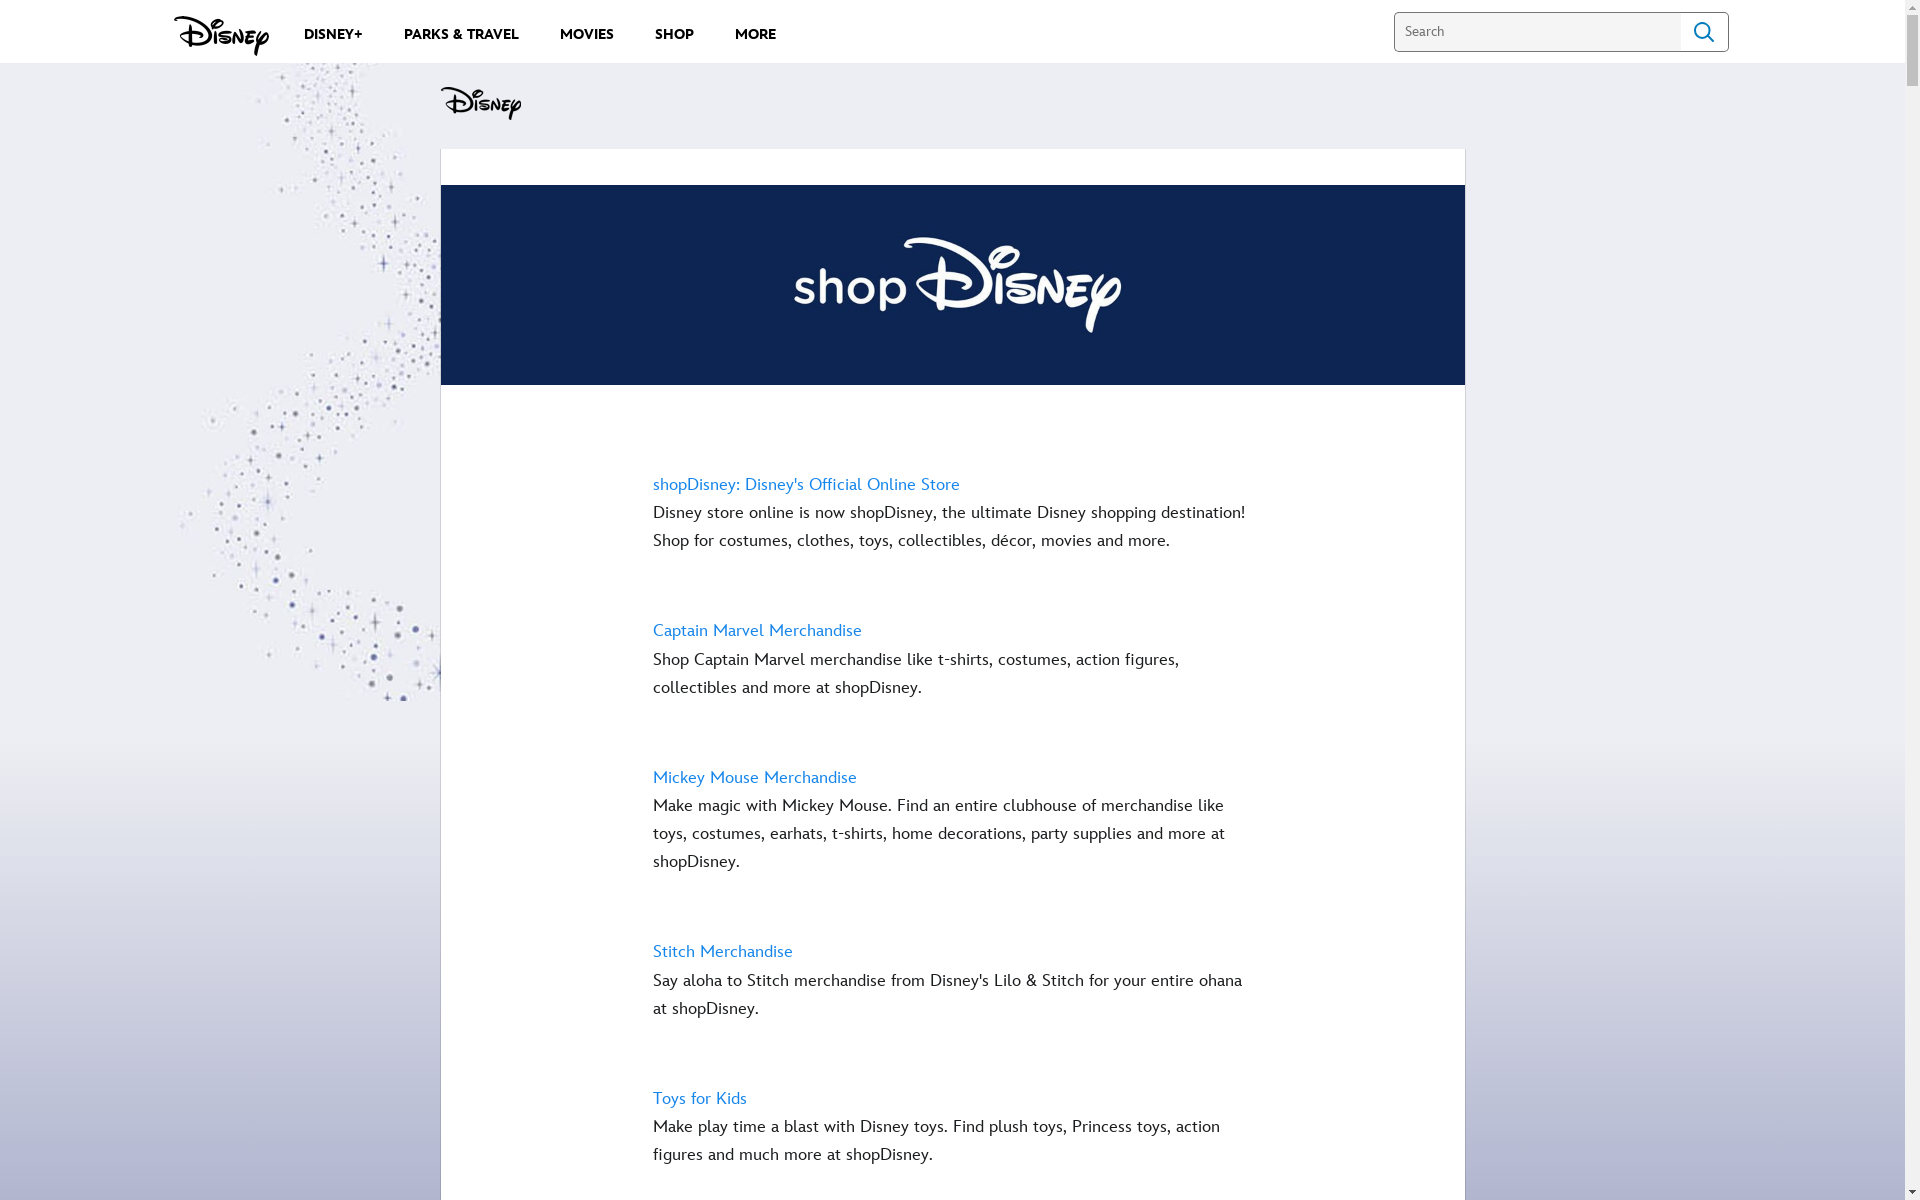 Disney DISNEY+ PARKS & TRAVEL MOVIES SHOP MORE Search
Disney
shop Disney
shopDisney: Disney's Official Online Store
Disney store online is now shopDisney, the ultimate Disney shopping destination!
Shop for costumes, clothes, toys, collectibles, décor, movies and more.
Captain Marvel Merchandise
Shop Captain Marvel merchandise like t-shirts, costumes, action figures,
collectibles and more at shopDisney.
Mickey Mouse Merchandise
Make magic with Mickey Mouse. Find an entire clubhouse of merchandise like
toys, costumes, earhats, t-shirts, home decorations, party supplies and more at
shopDisney.
Stitch Merchandise
Say aloha to Stitch merchandise from Disney's Lilo & Stitch for your entire ohana
at shopDisney.
Toys for Kids
Make play time a blast with Disney toys. Find plush toys, Princess toys, action
figures and much more at shopDisney.